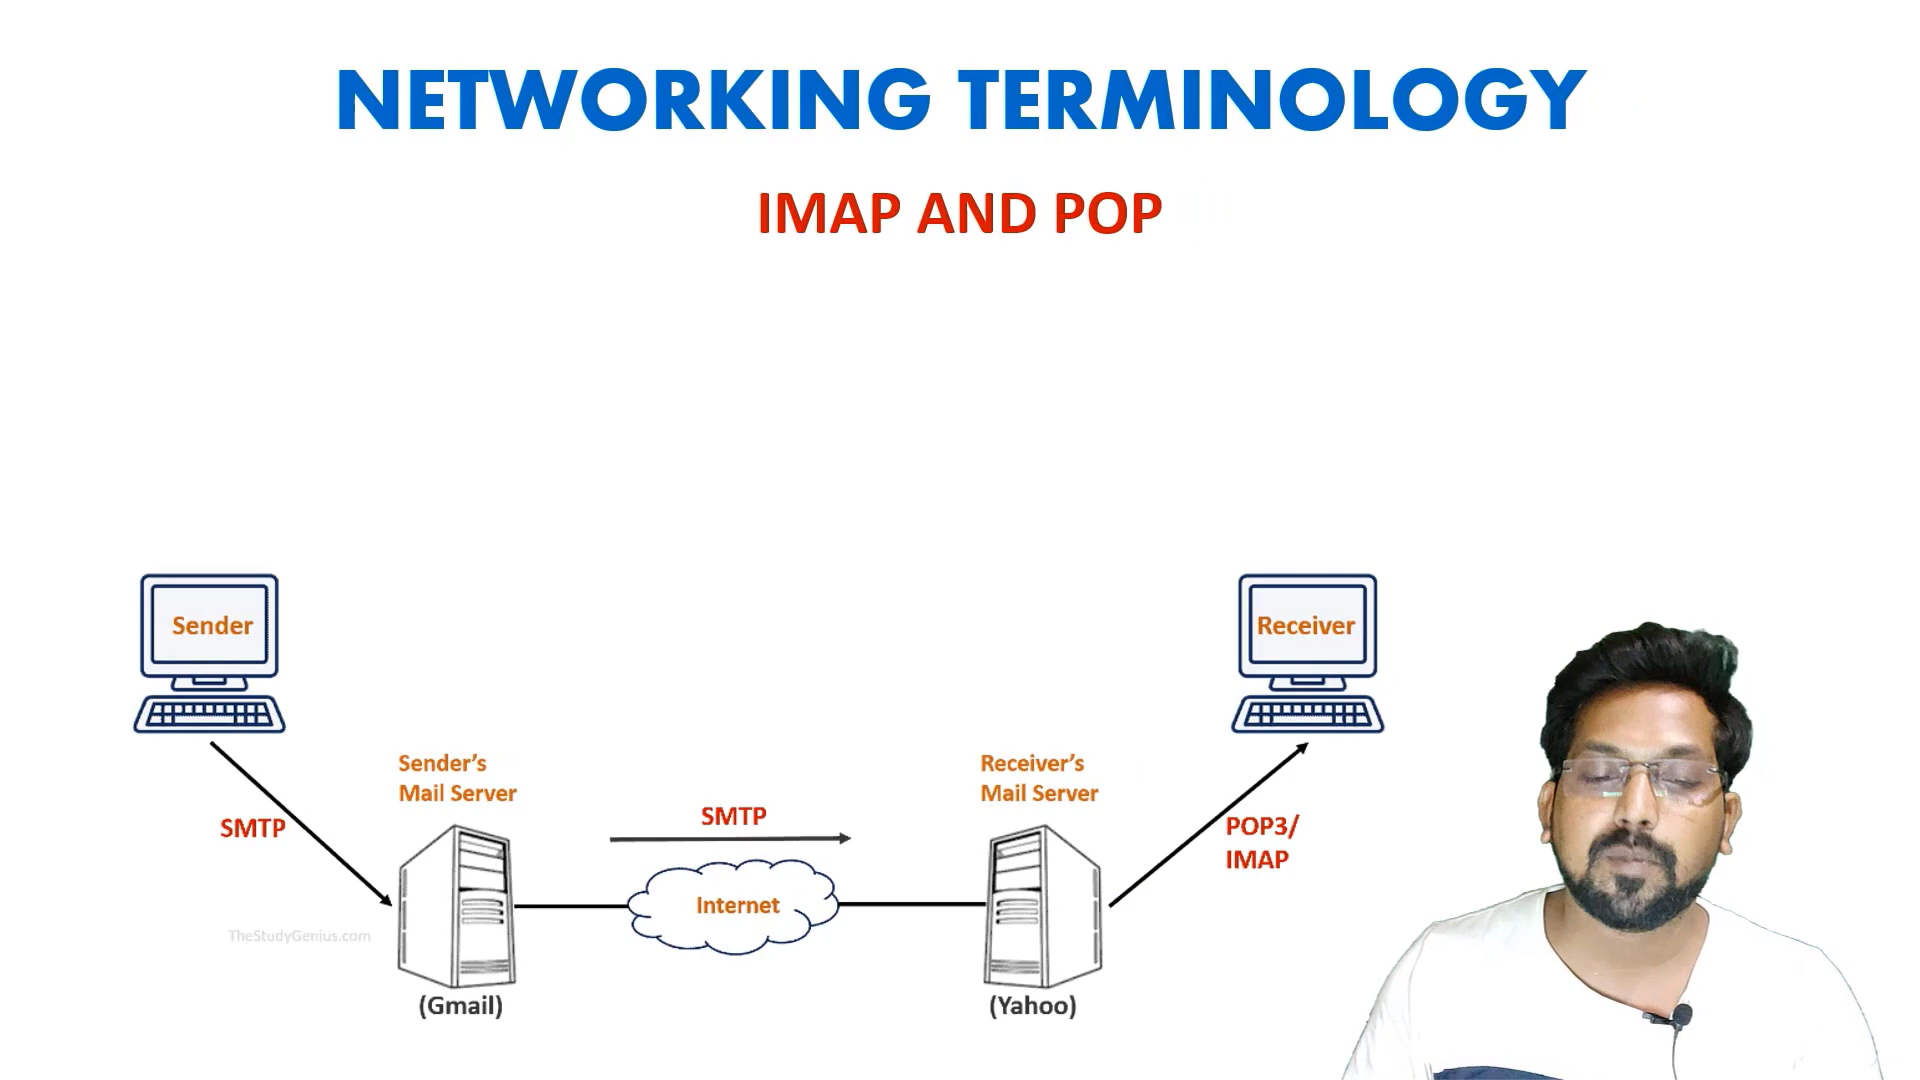 NETWORKING TERMINOLOGY
IMAP AND POP
Sender
Receiver
Sender’s
Mail Server
Receiver’s
Mail Server
SMTP
SMTP
POP3/
IMAP
Internet
TheStudyGenius.com
(Gmail)
(Yahoo)